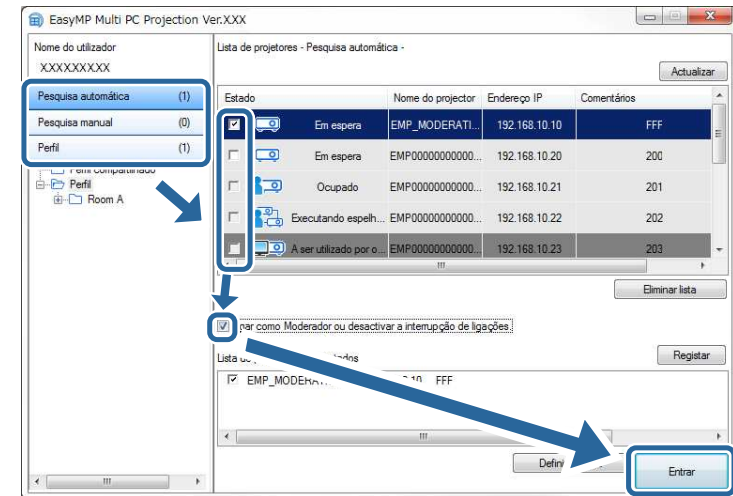 EasyMP Multi PC Projection Ver.XXX
Nome do utilizador
XXXXXXXXX
Lista de projetores - Pesquisa automática -
Actualizar
Pesquisa automática (1)
Pesquisa manual (0)
Perfil (1)
Perfil compartilhado
Perfil
Room A
Estado Nome do projector Endereço IP Comentários
Em espera EMP_MODERATI... 192.168.10.10 FFF
Em espera EMP00000000000... 192.168.10.20 200
Ocupado EMP00000000000... 192.168.10.21 201
Executando espelh... EMP00000000000... 192.168.10.22 202
A ser utilizado por o... EMP00000000000... 192.168.10.23 203
Eliminar lista
como Moderador ou desactivar a interrupção de ligações.
Lista
Registar
EMP_MODERAT 10 FFF
Defini
Entrar